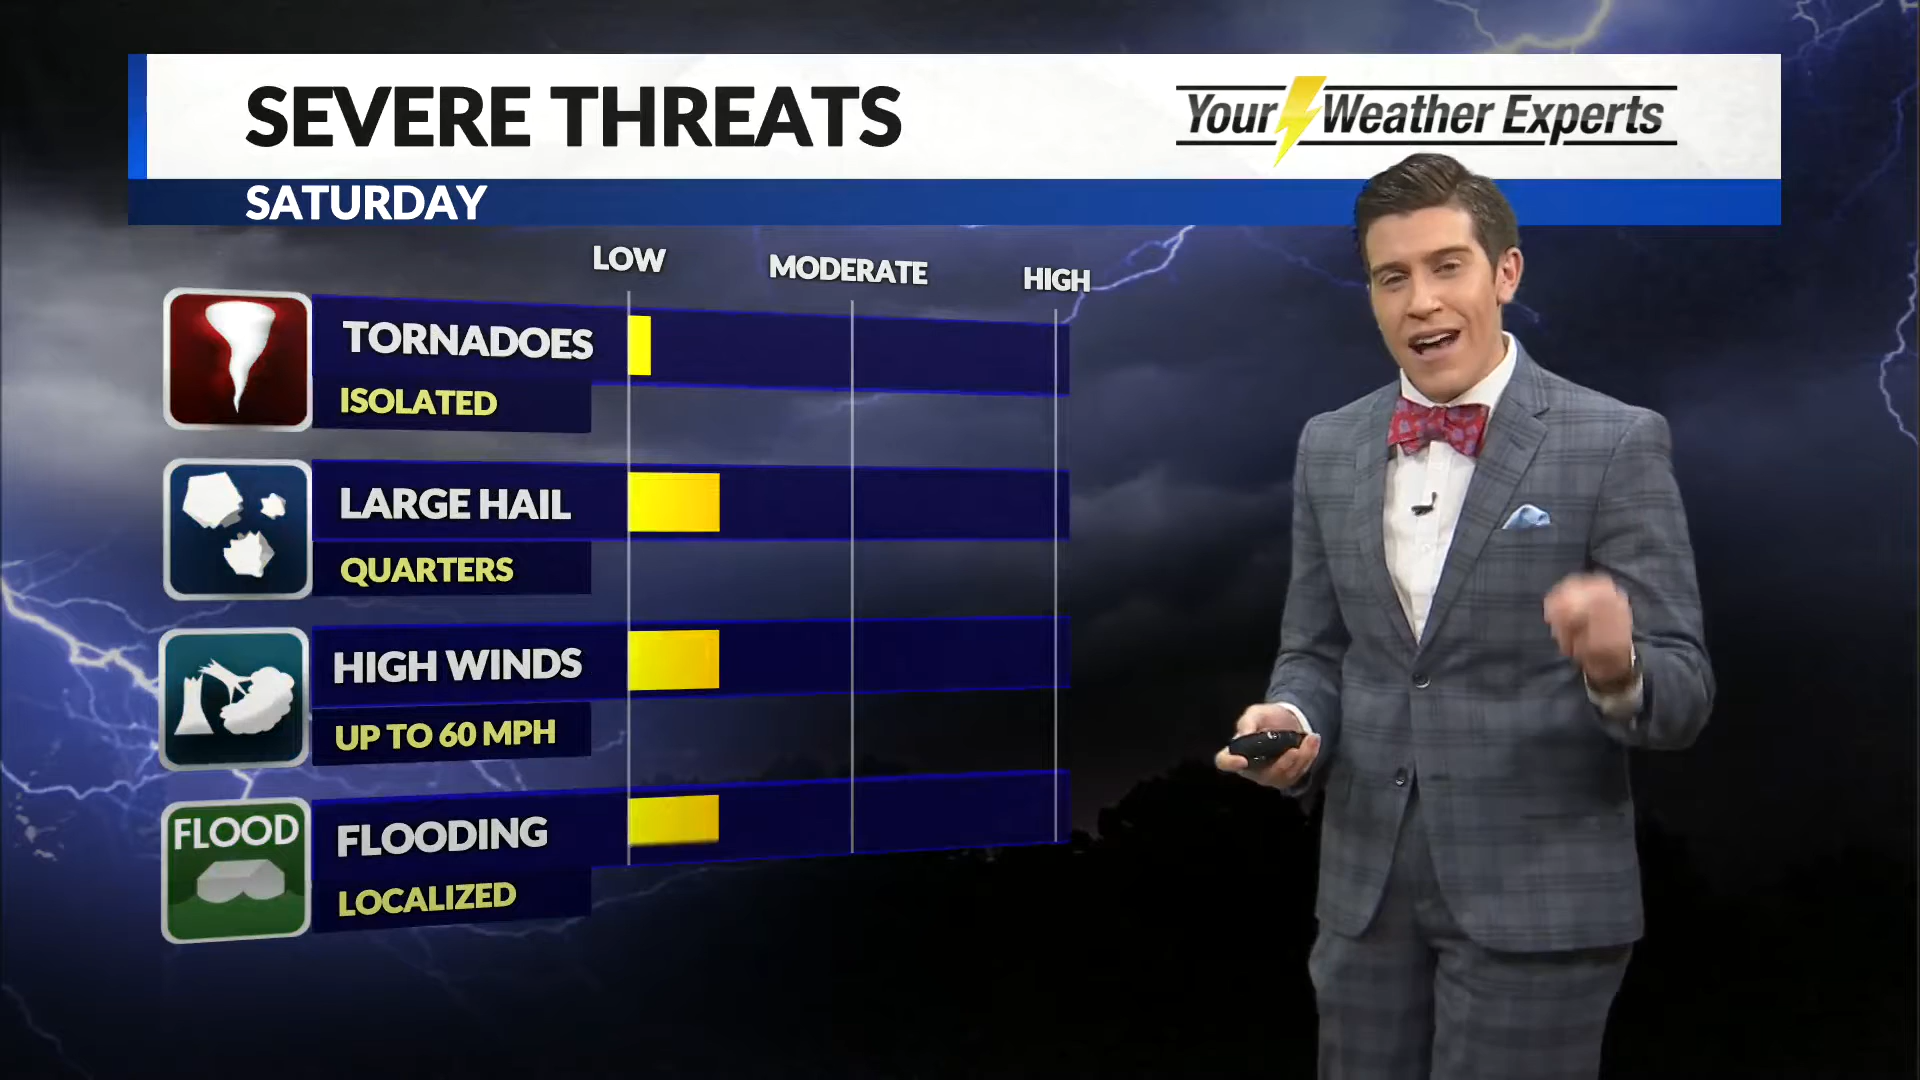 SEVERE THREATS
Your Weather Experts
SATURDAY
LOW MODERATE HIGH
TORNADOES
ISOLATED
LARGE HAIL
QUARTERS
HIGH WINDS
UP TO 60 MPH
FLOOD
FLOODING
LOCALIZED